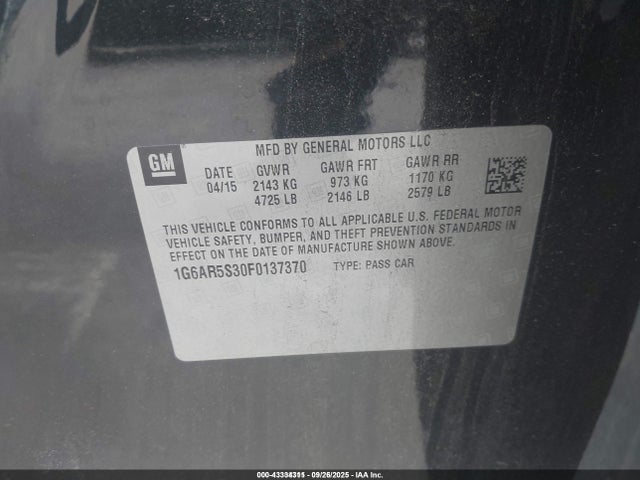 GM
MFD BY GENERAL MOTORS LLC
DATE GVWR GAWR FRT GAWR RR
04/15 2143 KG 973 KG 1170 KG
4725 LB 2146 LB 2579 LB
THIS VEHICLE CONFORMS TO ALL APPLICABLE U.S. FEDERAL MOTOR
VEHICLE SAFETY, BUMPER, AND THEFT PREVENTION STANDARDS IN
EFFECT ON THE DATE OF MANUFACTURE SHOWN ABOVE.
1G6AR5S30F0137370 TYPE: PASS CAR
09/26/2025 - IAA Inc.